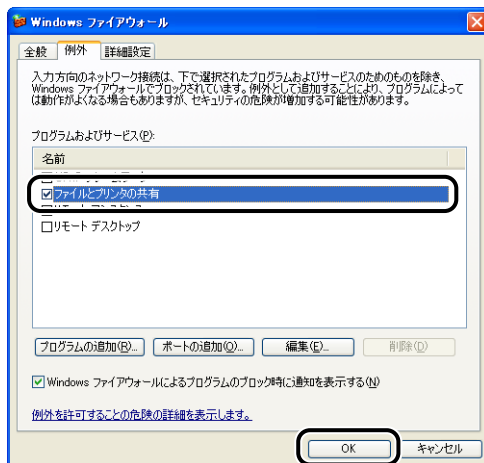 Windows ファイアウォール
全般 例外 詳細設定
入力方向のネットワーク接続は、下で選択されたプログラムおよびサービスのためのものを除き、
Windows ファイアウォールでブロックされています。例外として追加することにより、プログラムによって
は動作がよくなる場合もありますが、セキュリティの危険が増加する可能性があります。
プログラムおよびサービス(P):
名前
ファイルとプリンタの共有
リモート デスクトップ
プログラムの追加(R)... ポートの追加(O)... 編集(E)... 削除(D)
Windows ファイアウォールによるプログラムのブロック時に通知を表示する(N)
例外を許可することの危険の詳細を表示します。
OK キャンセル